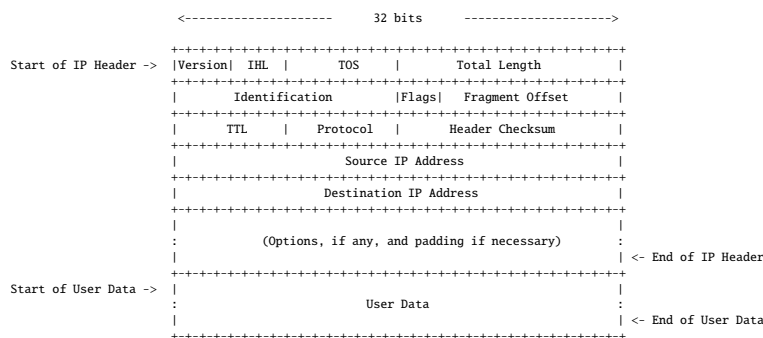 <--------------------- 32 bits --------------------->
+-+-+-+-+-+-+-+-+-+-+-+-+-+-+-+-+-+-+-+-+-+-+-+-+-+-+-+-+-+-+-+-+
Start of IP Header -> |Version| IHL | TOS | Total Length |
+-+-+-+-+-+-+-+-+-+-+-+-+-+-+-+-+-+-+-+-+-+-+-+-+-+-+-+-+-+-+-+-+
| Identification |Flags| Fragment Offset |
+-+-+-+-+-+-+-+-+-+-+-+-+-+-+-+-+-+-+-+-+-+-+-+-+-+-+-+-+-+-+-+-+
| TTL | Protocol | Header Checksum |
+-+-+-+-+-+-+-+-+-+-+-+-+-+-+-+-+-+-+-+-+-+-+-+-+-+-+-+-+-+-+-+-+
| Source IP Address |
+-+-+-+-+-+-+-+-+-+-+-+-+-+-+-+-+-+-+-+-+-+-+-+-+-+-+-+-+-+-+-+-+
| Destination IP Address |
+-+-+-+-+-+-+-+-+-+-+-+-+-+-+-+-+-+-+-+-+-+-+-+-+-+-+-+-+-+-+-+-+
| |
: (Options, if any, and padding if necessary) :
| | <- End of IP Header
+-+-+-+-+-+-+-+-+-+-+-+-+-+-+-+-+-+-+-+-+-+-+-+-+-+-+-+-+-+-+-+-+
Start of User Data -> | |
: User Data :
| | <- End of User Data
+-+-+-+-+-+-+-+-+-+-+-+-+-+-+-+-+-+-+-+-+-+-+-+-+-+-+-+-+-+-+-+-+